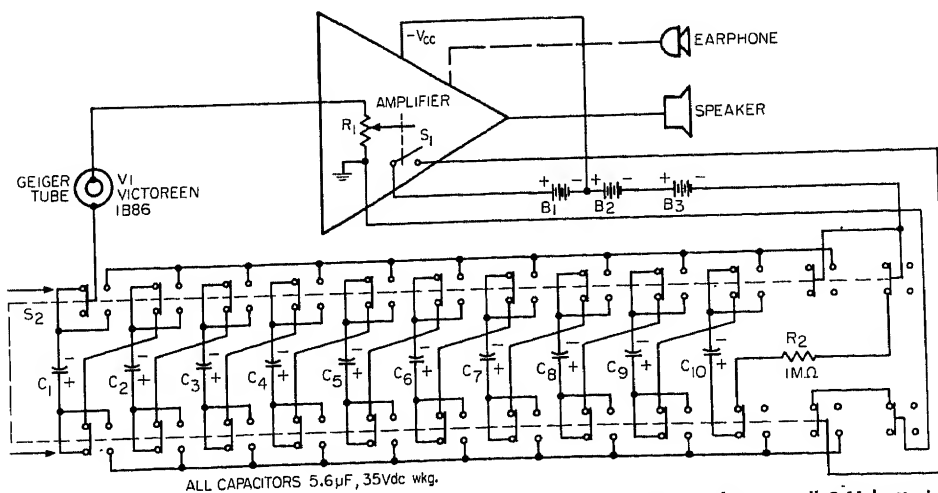 -Vcc
EARPHONE
AMPLIFIER
SPEAKER
R1
S1
GEIGER TUBE
V1
VICTOREEN
1B86
+ - + - + -
B1 B2 B3
S2
- - - - - - - - - -
+ + + + + + + + + +
C1 C2 C3 C4 C5 C6 C7 C8 C9 C10
R2
1MΩ
ALL CAPACITORS 5.6μF, 35Vdc wkg.